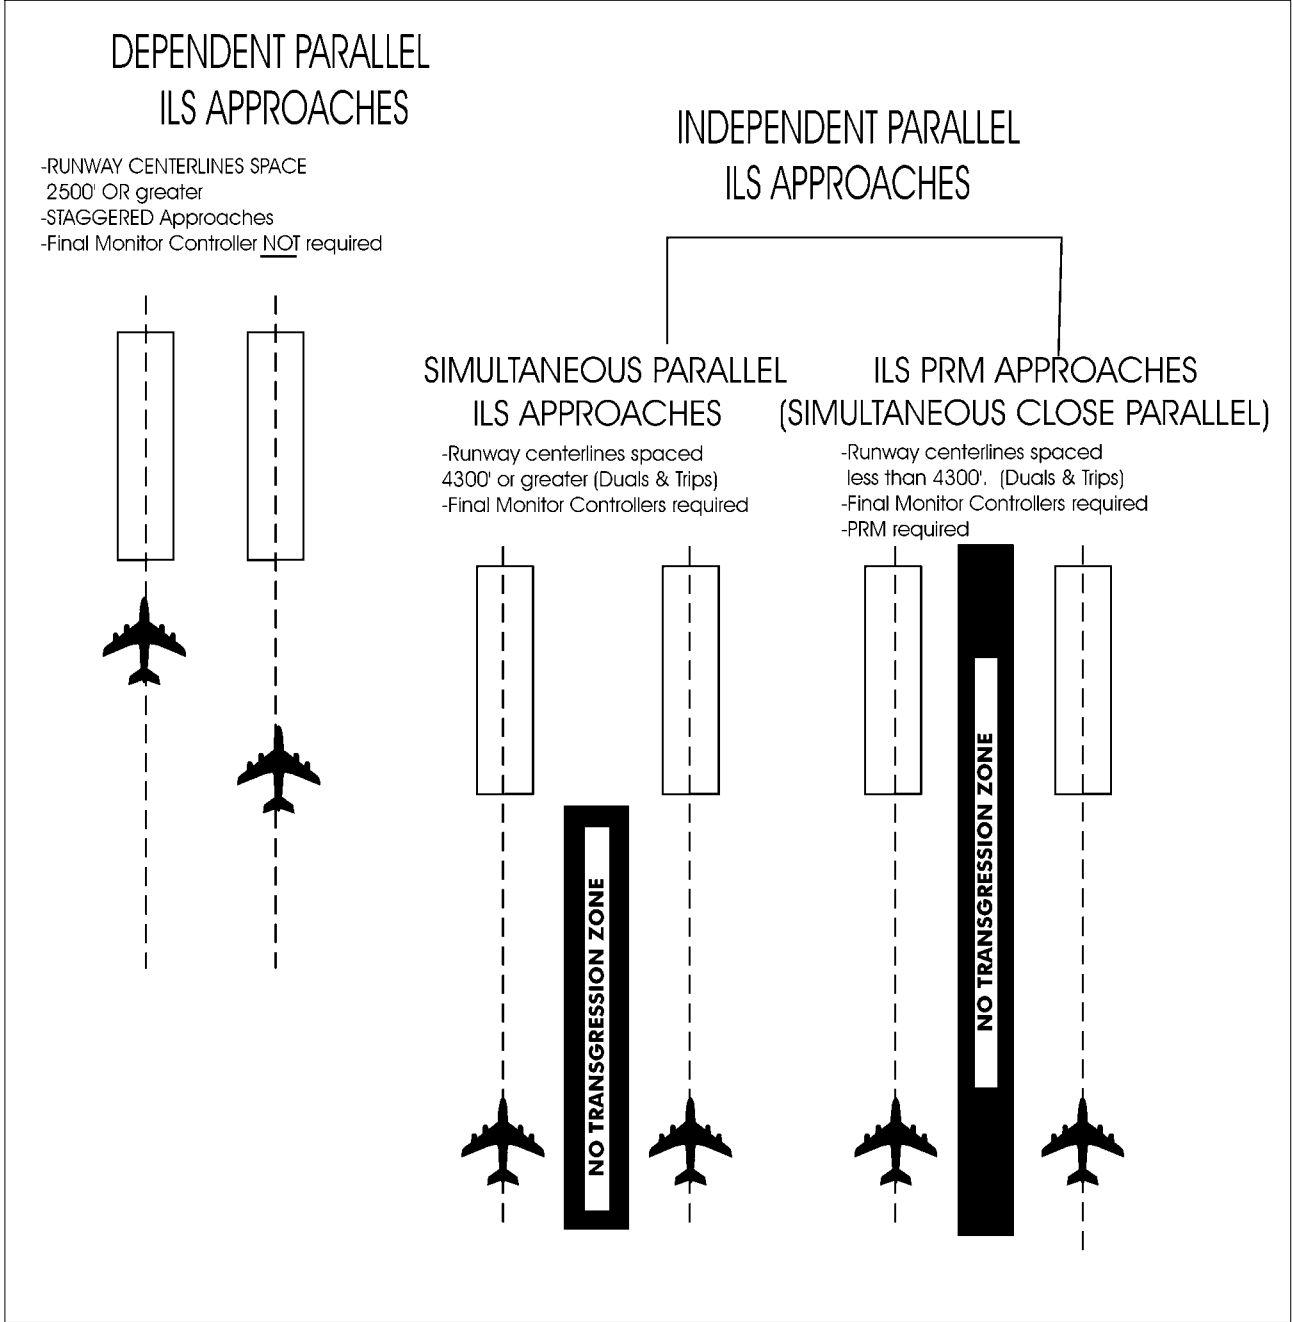 DEPENDENT PARALLEL
ILS APPROACHES
-RUNWAY CENTERLINES SPACE
2500' OR greater
-STAGGERED Approaches
-Final Monitor Controller NOT required
INDEPENDENT PARALLEL
ILS APPROACHES
SIMULTANEOUS PARALLEL
ILS APPROACHES
-Runway centerlines spaced
4300' or greater (Duals & Trips)
-Final Monitor Controllers required
ILS PRM APPROACHES
(SIMULTANEOUS CLOSE PARALLEL)
-Runway centerlines spaced
less than 4300'. (Duals & Trips)
-Final Monitor Controllers required
-PRM required
NO TRANSGRESSION ZONE
NO TRANSGRESSION ZONE